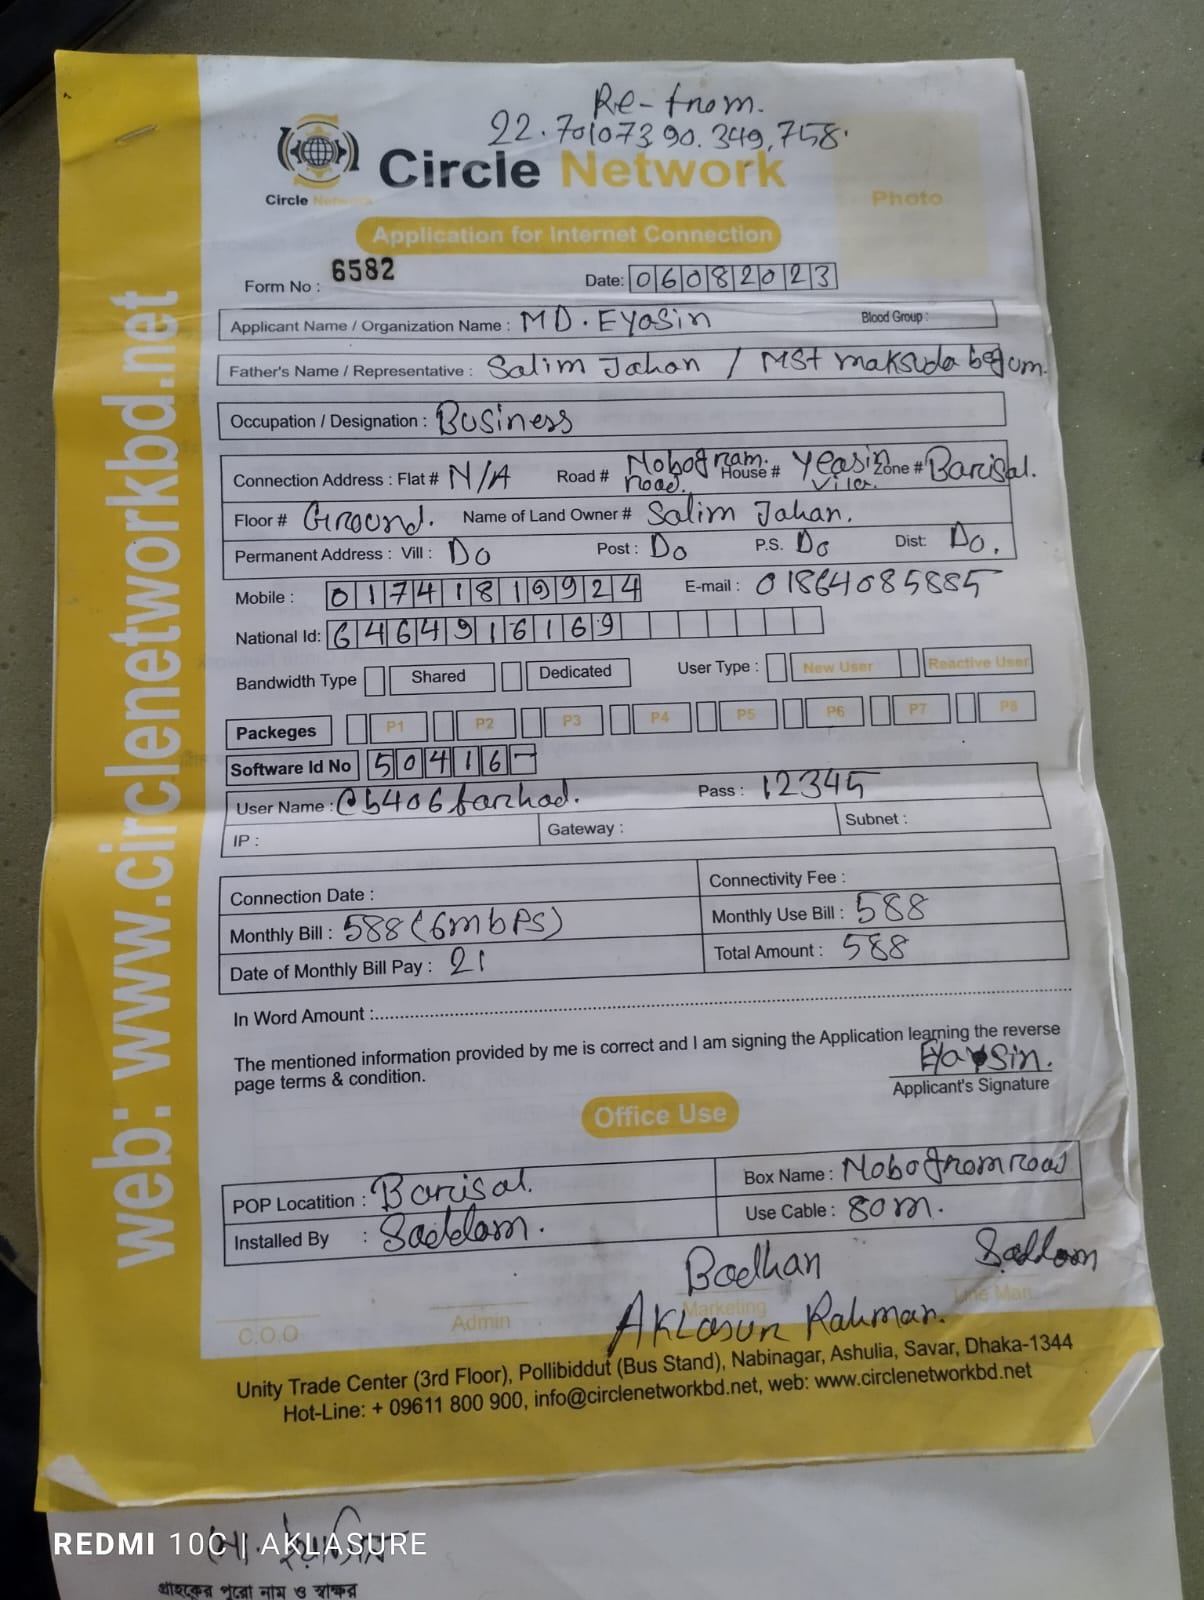 Re-from.
22.70107390.349,758.
Circle Network
Circle Network
Photo
Application for Internet Connection
Form No : 6582
Date: 06082023
Applicant Name / Organization Name : MD. Eyasin Blood Group :
Father's Name / Representative : Salim Jahan / MST maksuda begum.
Occupation / Designation : Business
Connection Address : Flat # N/A Road # Nobogram road. House # Yeasin vila. Zone # Barisal.
Floor # Ground. Name of Land Owner # Salim Jahan.
Permanent Address : Vill : Do Post : Do P.S. Do Dist: Do.
Mobile : 01741819924 E-mail : 01864085885
National Id: 6464916169
Bandwidth Type Shared Dedicated User Type : New User Reactive User
Packeges P1 P2 P3 P4 P5 P6 P7 P8
Software Id No 50416-
User Name : Cb406farhad. Pass : 12345
IP : Gateway : Subnet :
Connection Date : Connectivity Fee :
Monthly Bill : 588 (6mbps) Monthly Use Bill : 588
Date of Monthly Bill Pay : 21 Total Amount : 588
In Word Amount :
The mentioned information provided by me is correct and I am signing the Application learning the reverse
page terms & condition.
Eyasin.
Applicant's Signature
Office Use
POP Locatition : Barisal. Box Name : Nobogromroad
Installed By : Saddam. Use Cable : 80m.
Badhan Saddam
C.O.O Admin Marketing Line Man
AKLasur Rahman.
Unity Trade Center (3rd Floor), Pollibiddut (Bus Stand), Nabinagar, Ashulia, Savar, Dhaka-1344
Hot-Line: + 09611 800 900, info@circlenetworkbd.net, web: www.circlenetworkbd.net
web: www.circlenetworkbd.net
REDMI 10C | AKLASURE
গ্রাহকের পুরো নাম ও স্বাক্ষর